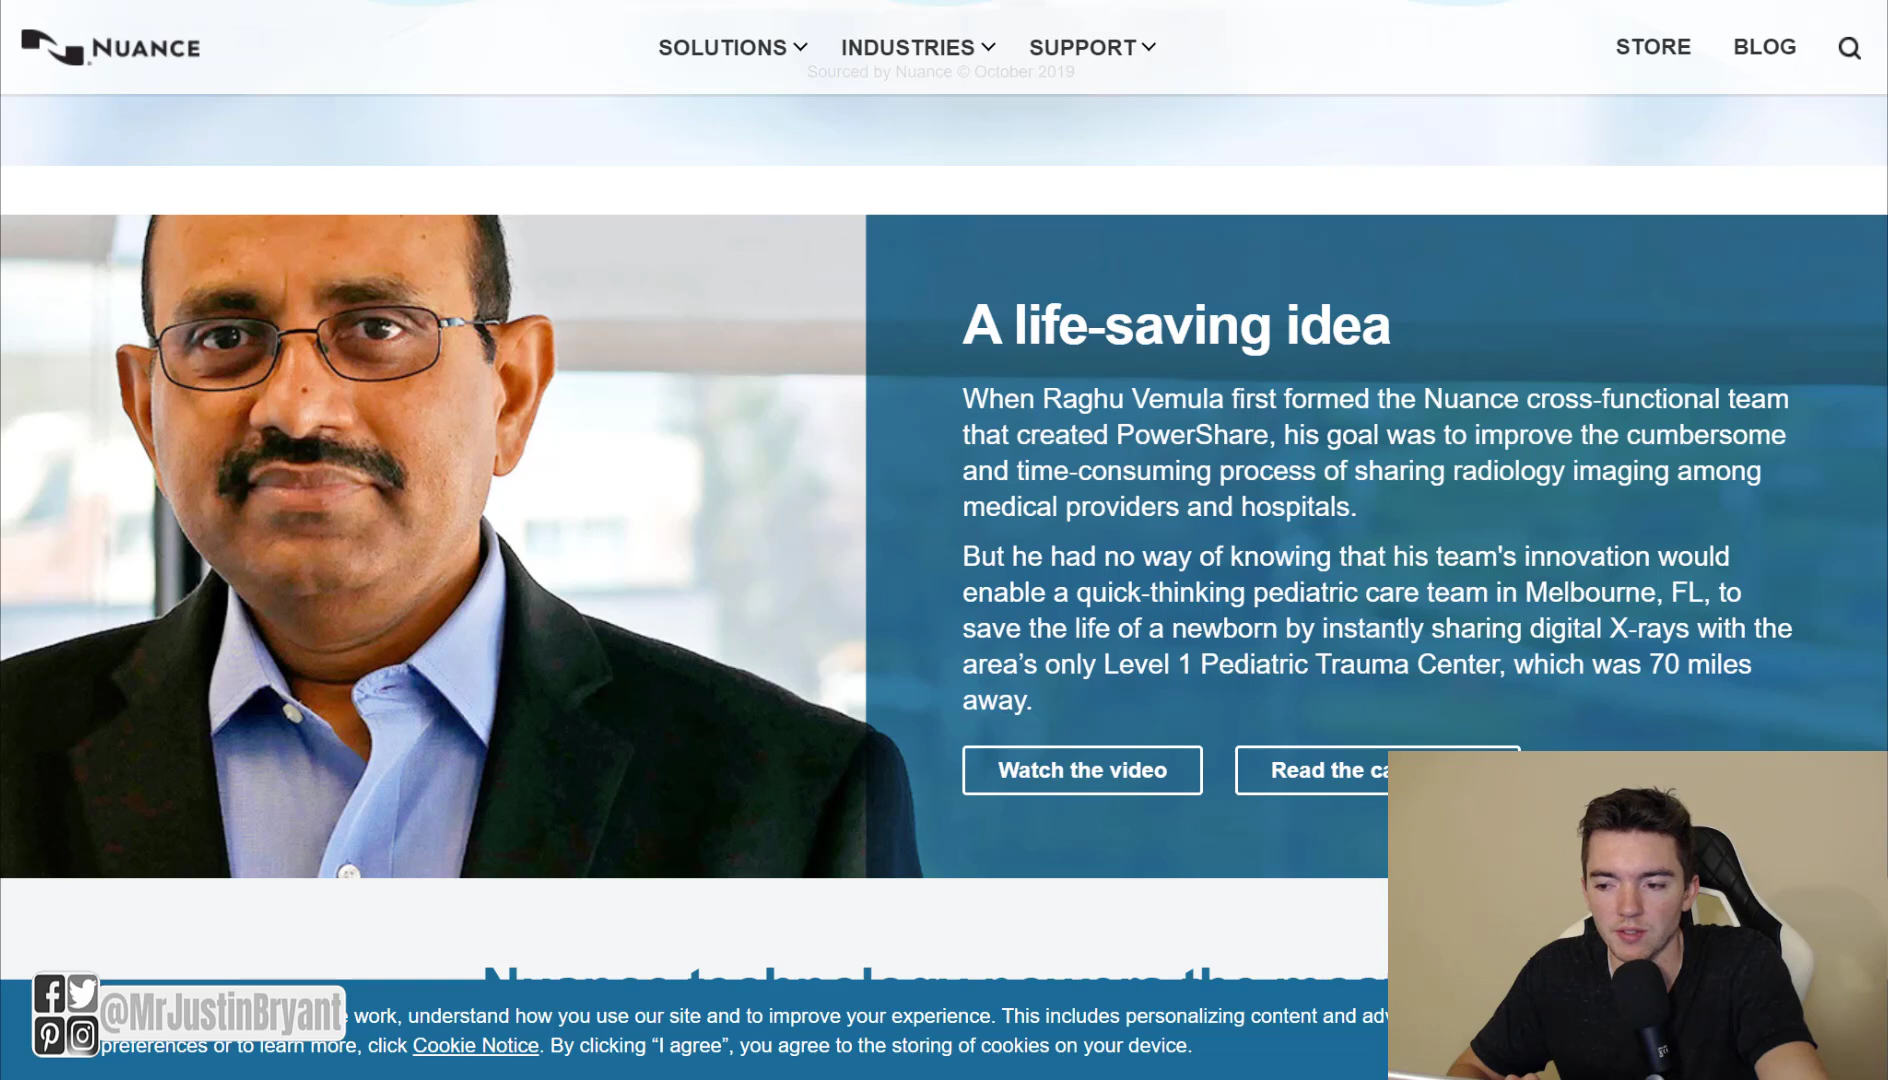 NUANCE
SOLUTIONS
INDUSTRIES
SUPPORT
STORE
BLOG
Sourced by Nuance © October 2019
A life-saving idea
When Raghu Vemula first formed the Nuance cross-functional team
that created PowerShare, his goal was to improve the cumbersome
and time-consuming process of sharing radiology imaging among
medical providers and hospitals.
But he had no way of knowing that his team's innovation would
enable a quick-thinking pediatric care team in Melbourne, FL, to
save the life of a newborn by instantly sharing digital X-rays with the
area’s only Level 1 Pediatric Trauma Center, which was 70 miles
away.
Watch the video
Read the
Nuance technology powers the
@MrJustinBryant
work, understand how you use our site and to improve your experience. This includes personalizing content and
preferences or to learn more, click Cookie Notice. By clicking “I agree”, you agree to the storing of cookies on your device.